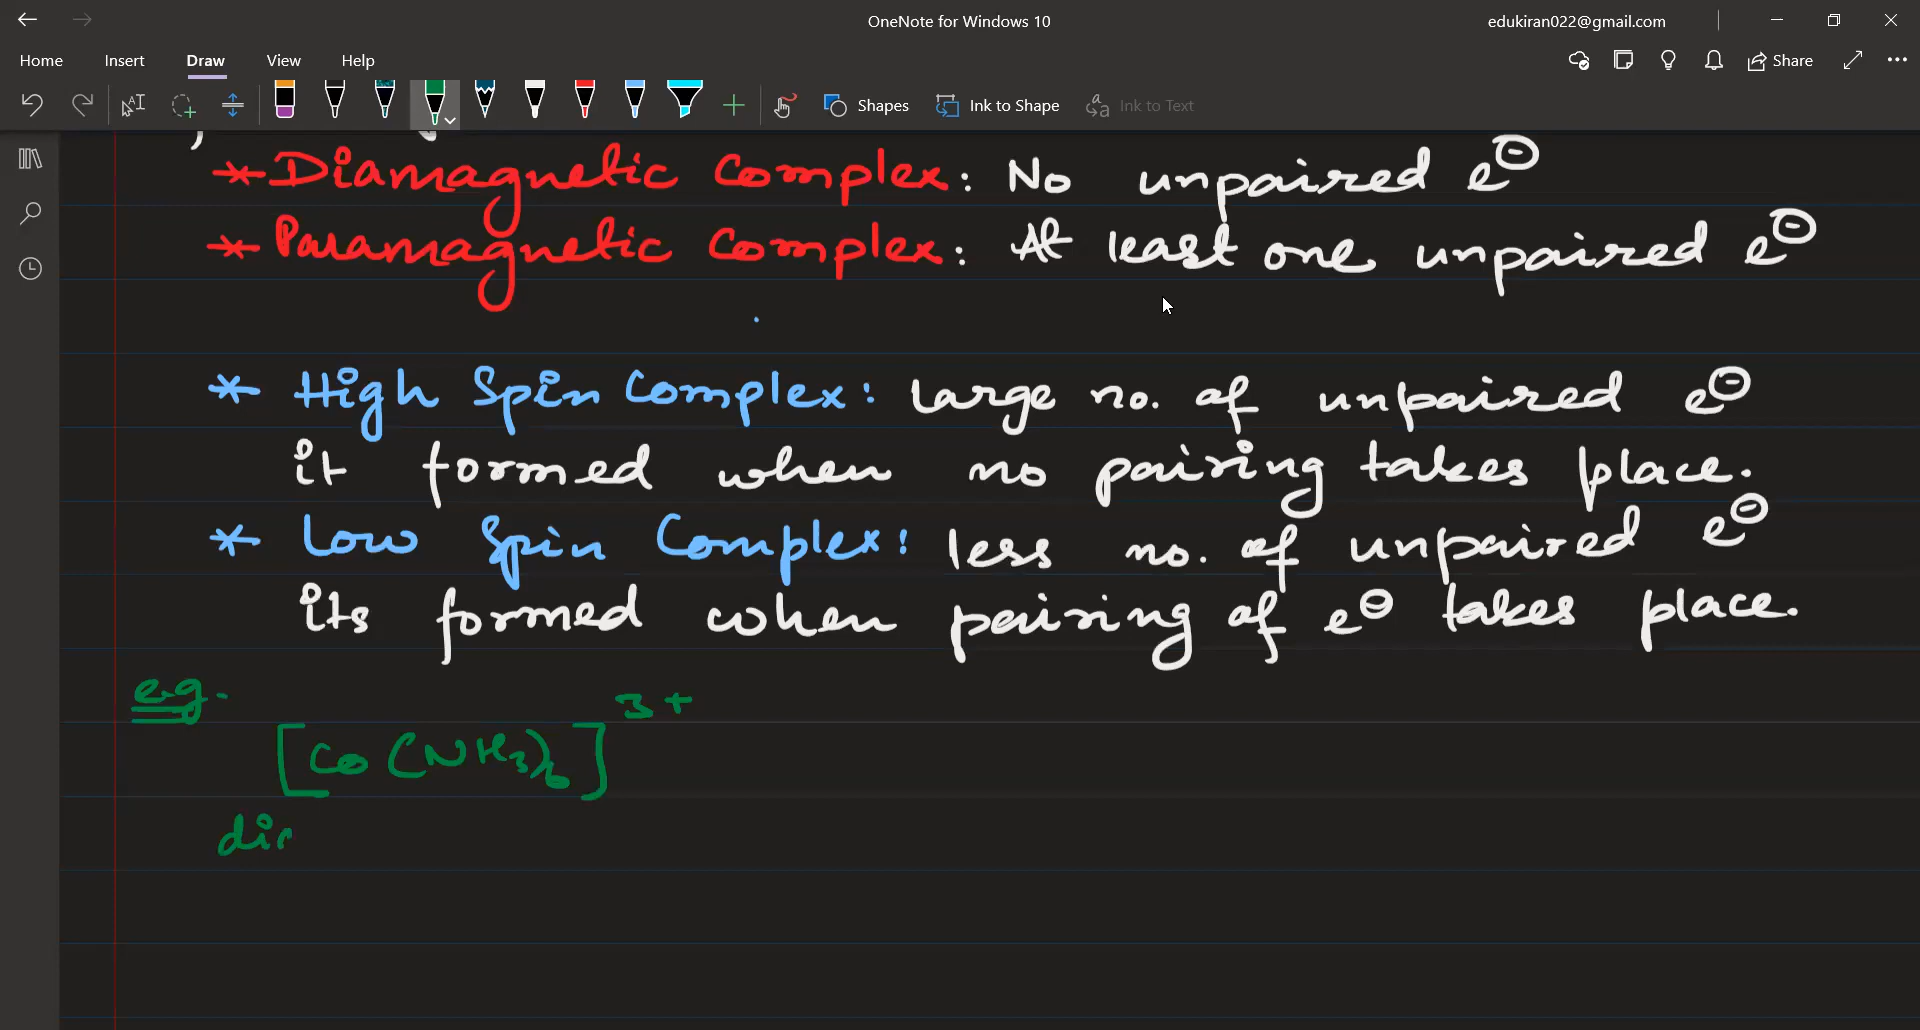 OneNote for Windows 10
edukiran022@gmail.com
Home Insert Draw View Help
Share
Shapes Ink to Shape Ink to Text
* Diamagnetic Complex: No unpaired e⊖
* Paramagnetic Complex: At least one unpaired e⊖
* High Spin Complex: large no. of unpaired e⊖
it formed when no pairing takes place.
* Low Spin Complex: less no. of unpaired e⊖
its formed when pairing of e⊖ takes place.
e.g.
[Co(NH₃)₆]³⁺